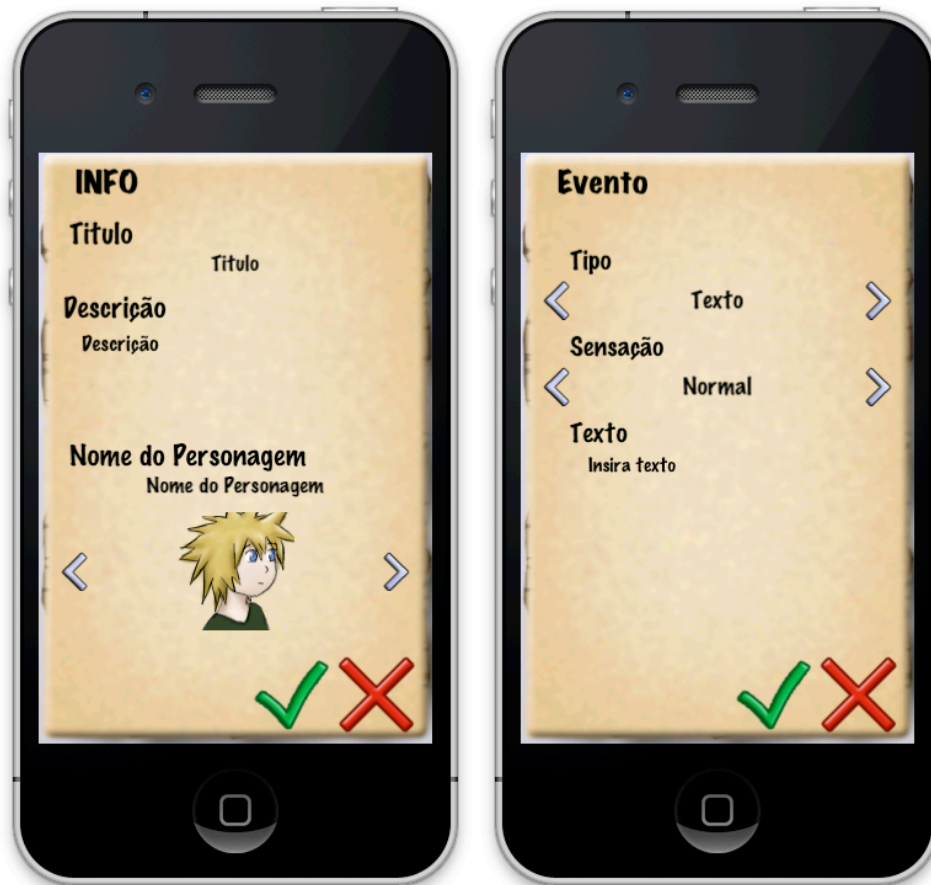 INFO
Titulo
Titulo
Descrição
Descrição
Nome do Personagem
Nome do Personagem
Evento
Tipo
Texto
Sensação
Normal
Texto
Insira texto